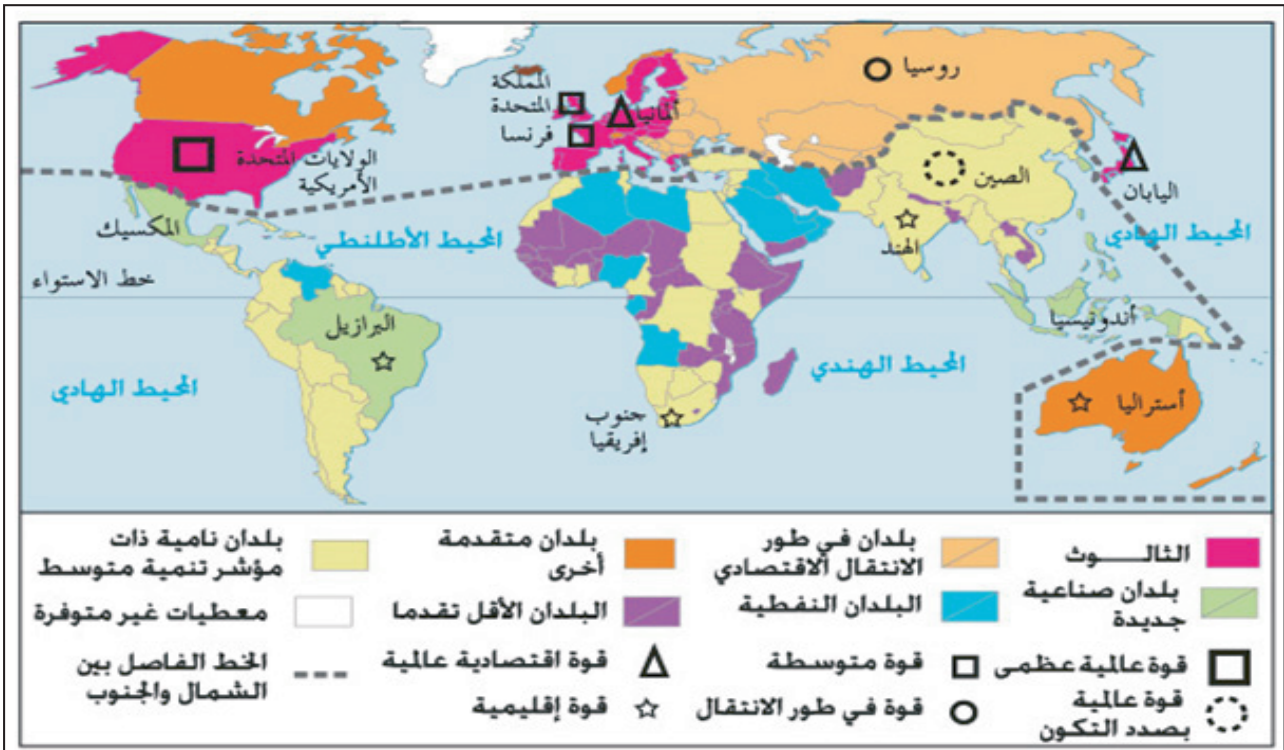 روسيا
المملكة
المتحدة
ألمانيا
فرنسا
الولايات المتحدة
الأمريكية
الصين
اليابان
المكسيك
المحيط الأطلنطي
الهند
المحيط الهادي
خط الاستواء
البرازيل
أندونيسيا
المحيط الهندي
المحيط الهادي
جنوب
إفريقيا
أستراليا
الثالـــــوث
بلدان في طور
الانتقال الاقتصادي
بلدان متقدمة
أخرى
بلدان نامية ذات
مؤشر تنمية متوسط
بلدان صناعية
جديدة
البلدان النفطية
البلدان الأقل تقدما
معطيات غير متوفرة
قوة عالمية عظمى
قوة متوسطة
قوة اقتصادية عالمية
الخط الفاصل بين
الشمال والجنوب
قوة عالمية
بصدد التكون
قوة في طور الانتقال
قوة إقليمية